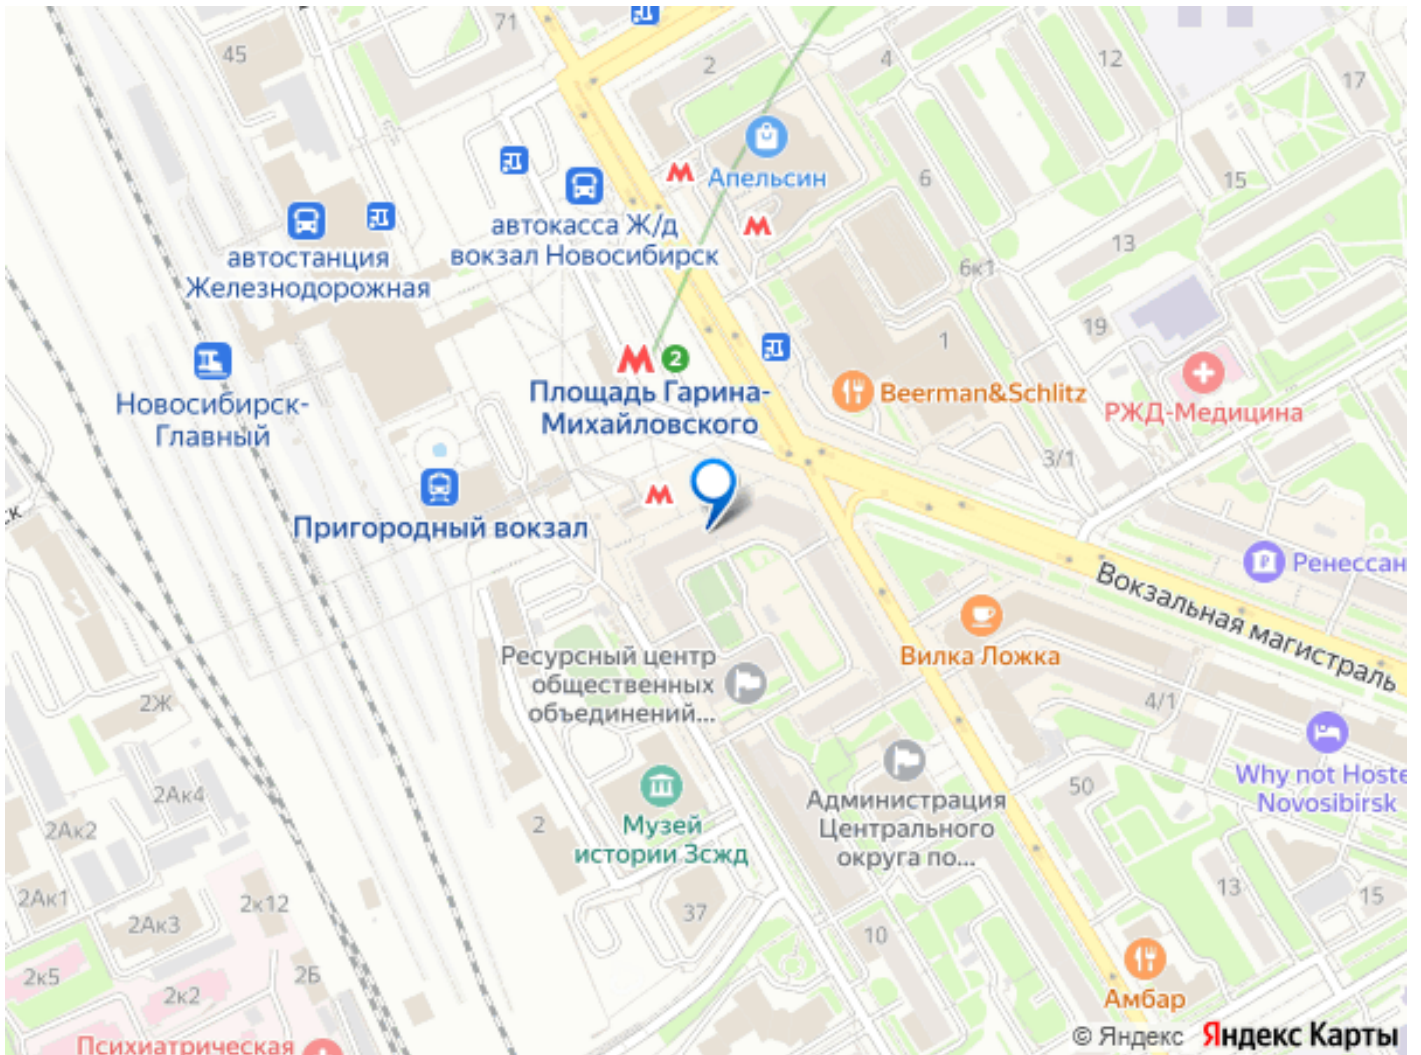 71
45
2
4
12
17
Апельсин
6
15
автокасса Ж/д
вокзал Новосибирск
автостанция
Железнодорожная
13
6к1
19
1
2
Площадь Гарина-
Михайловского
Beerman&Schlitz
РЖД-Медицина
Новосибирск-
Главный
3/1
Пригородный вокзал
Ренессан
Вокзальная магистраль
Вилка Ложка
Ресурсный центр
общественных
объединений...
2Ж
4/1
Why not Hoste
Novosibirsk
50
Администрация
Центрального
округа по...
Музей
истории Зсжд
2
2Ак4
2Ак2
2Ак1
2Ак3
2к12
37
10
13
15
2к5
2к2
2Б
Амбар
Психиатрическая
© Яндекс Яндекс Карты